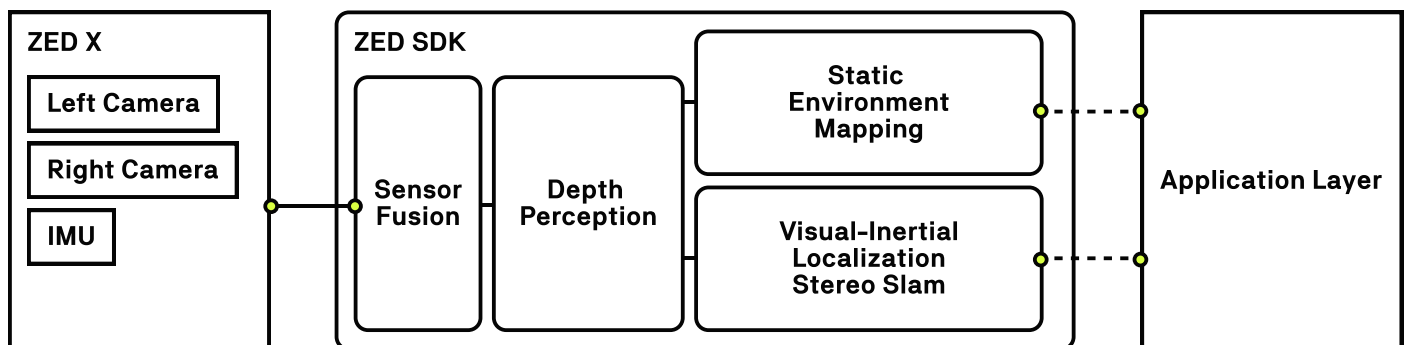 ZED X
Left Camera
Right Camera
IMU
ZED SDK
Sensor
Fusion
Depth
Perception
Static
Environment
Mapping
Visual-Inertial
Localization
Stereo Slam
Application Layer